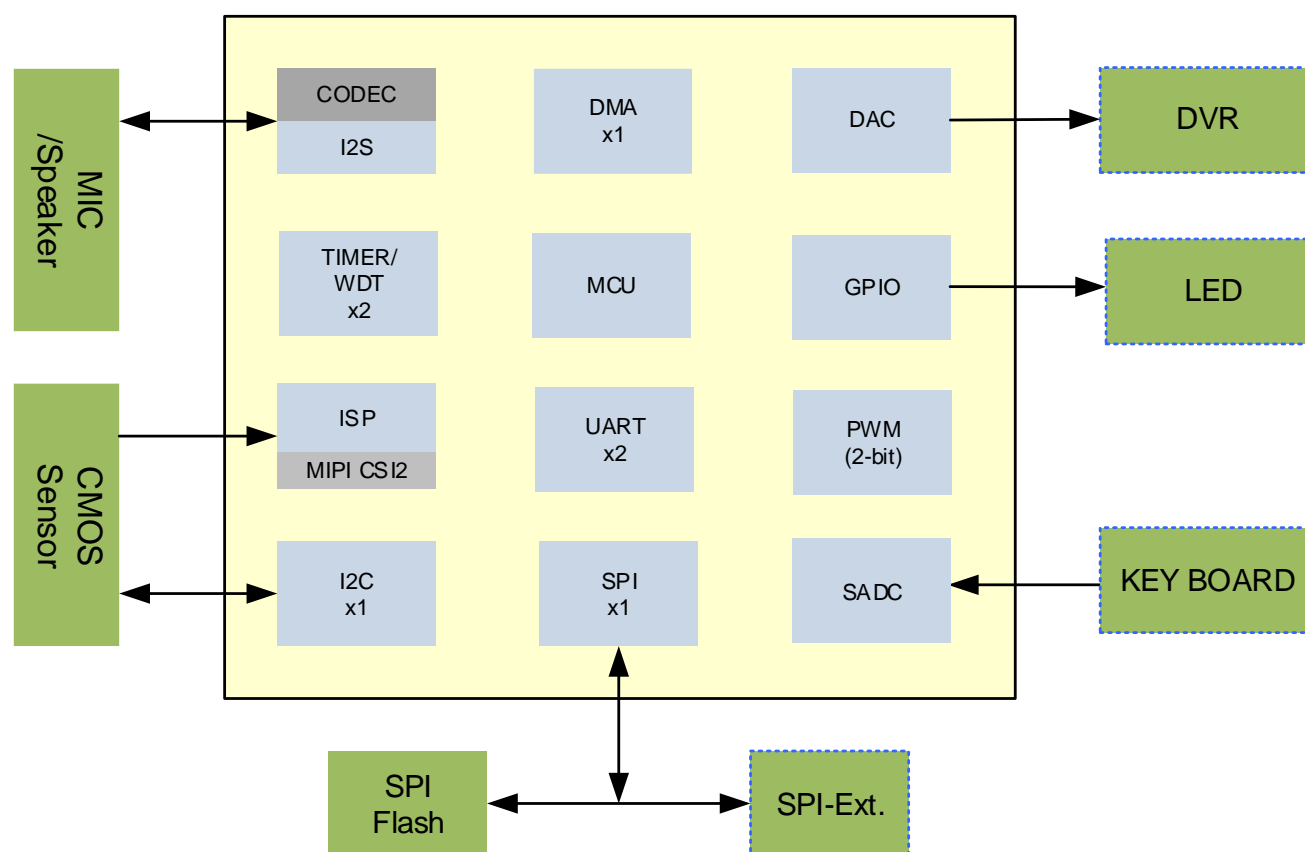 MIC
/Speaker
CODEC
I2S
DMA
x1
DAC
DVR
TIMER/
WDT
x2
MCU
GPIO
LED
CMOS
Sensor
ISP
MIPI CSI2
UART
x2
PWM
(2-bit)
I2C
x1
SPI
x1
SADC
KEY BOARD
SPI
Flash
SPI-Ext.